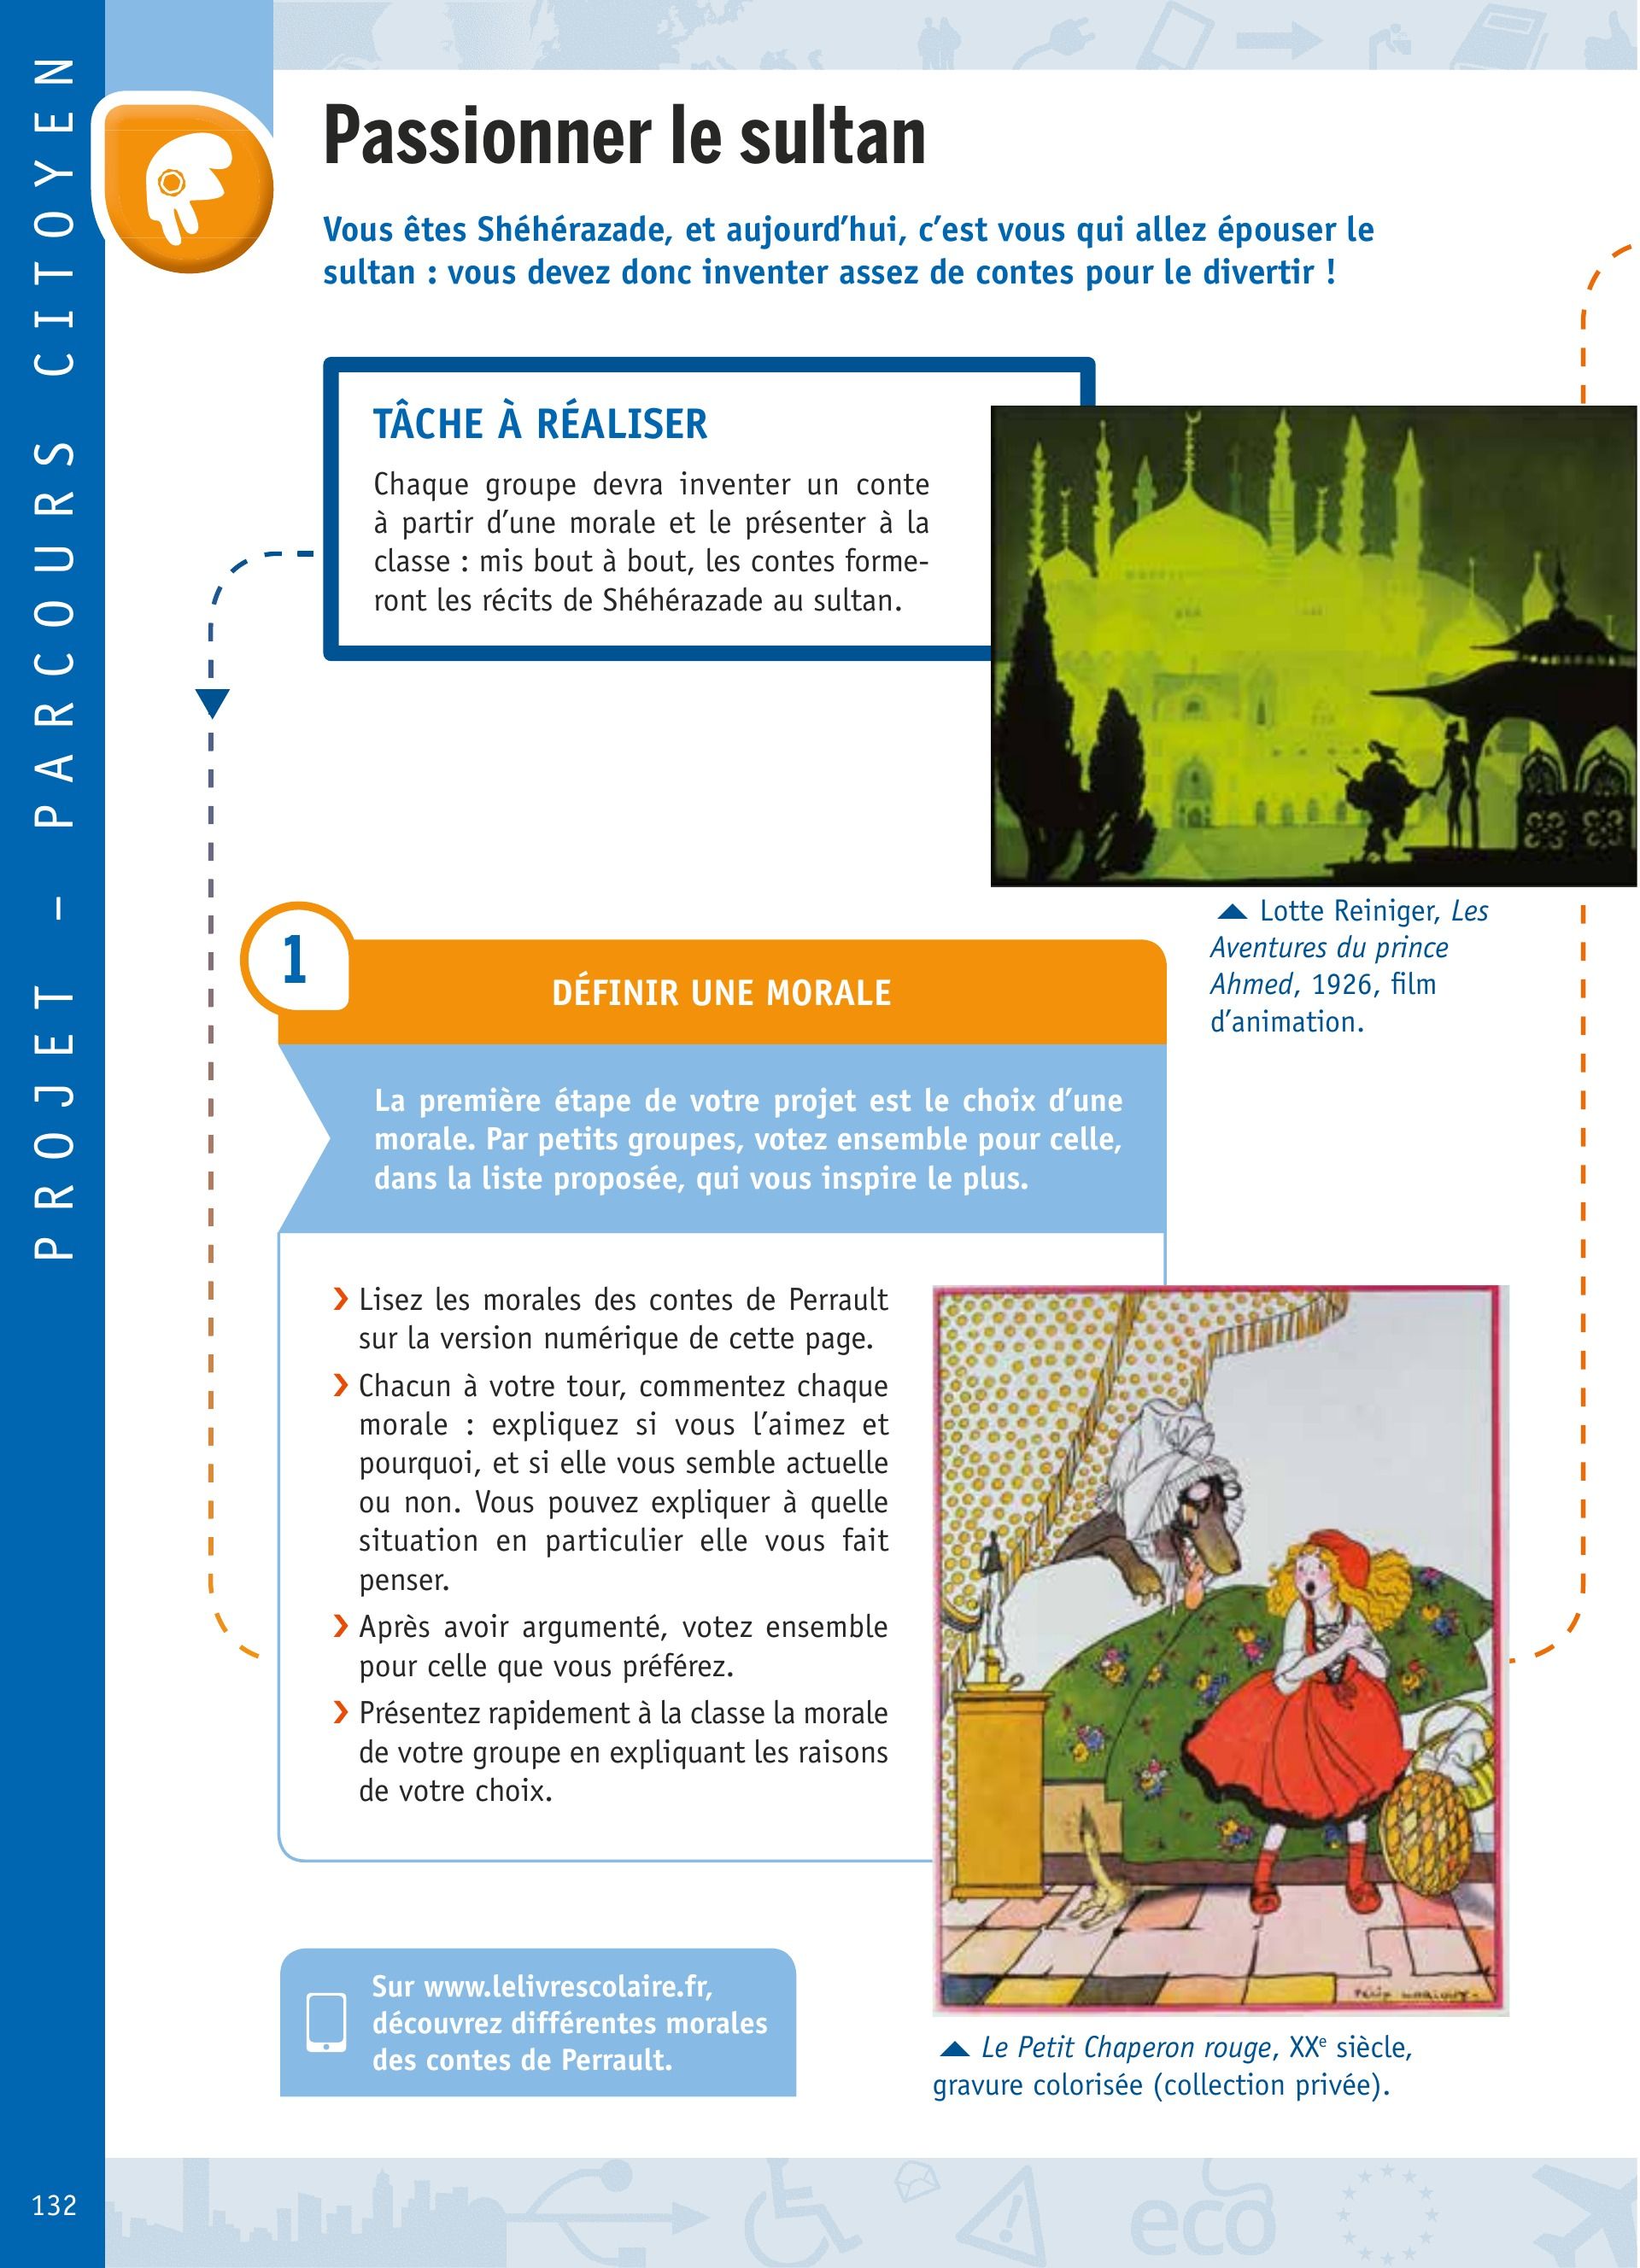 PROJET – PARCOURS CITOYEN
Passionner le sultan
Vous êtes Shéhérazade, et aujourd’hui, c’est vous qui allez épouser le
sultan : vous devez donc inventer assez de contes pour le divertir !
TÂCHE À RÉALISER
Chaque groupe devra inventer un conte
à partir d’une morale et le présenter à la
classe : mis bout à bout, les contes forme-
ront les récits de Shéhérazade au sultan.
Lotte Reiniger, Les
Aventures du prince
Ahmed, 1926, film
d’animation.
1
DÉFINIR UNE MORALE
La première étape de votre projet est le choix d’une
morale. Par petits groupes, votez ensemble pour celle,
dans la liste proposée, qui vous inspire le plus.
Lisez les morales des contes de Perrault
sur la version numérique de cette page.
Chacun à votre tour, commentez chaque
morale : expliquez si vous l’aimez et
pourquoi, et si elle vous semble actuelle
ou non. Vous pouvez expliquer à quelle
situation en particulier elle vous fait
penser.
Après avoir argumenté, votez ensemble
pour celle que vous préférez.
Présentez rapidement à la classe la morale
de votre groupe en expliquant les raisons
de votre choix.
Sur www.lelivrescolaire.fr,
découvrez différentes morales
des contes de Perrault.
Le Petit Chaperon rouge, XXe siècle,
gravure colorisée (collection privée).
132
eco